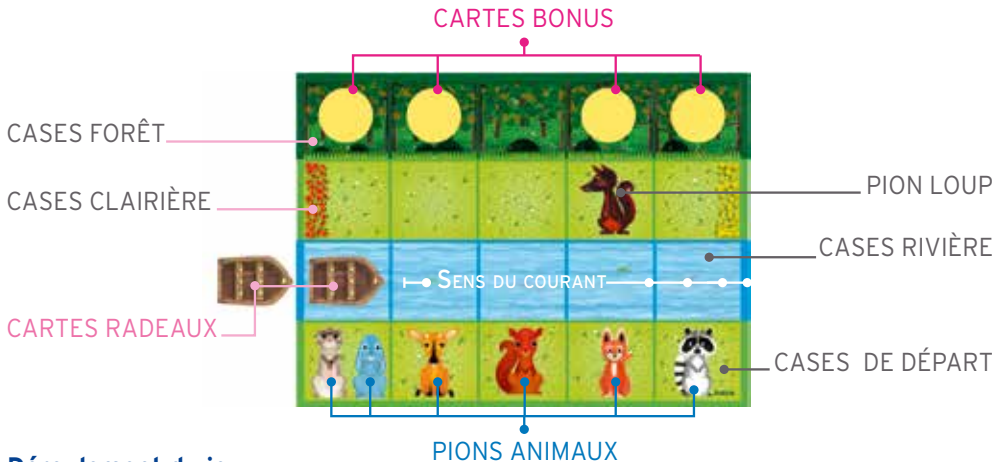 CARTES BONUS
CASES FORÊT
CASES CLAIRIÈRE
PION LOUP
CASES RIVIÈRE
SENS DU COURANT
CARTES RADEAUX
CASES DE DÉPART
PIONS ANIMAUX